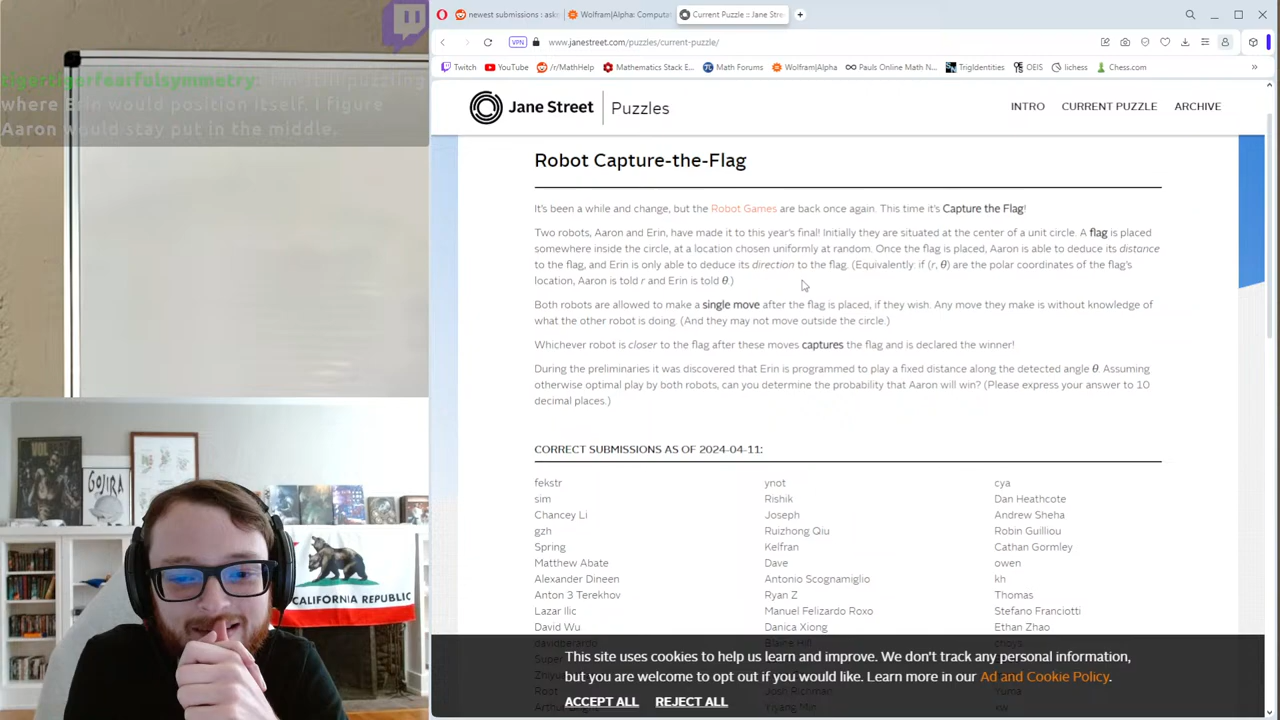 newest submissions : ask
Wolfram|Alpha: Computa
Current Puzzle :: Jane Stre
VPN
www.janestreet.com/puzzles/current-puzzle/
Twitch
YouTube
/r/MathHelp
Mathematics Stack E...
Math Forums
Wolfram|Alpha
Pauls Online Math N...
TrigIdentities
OEIS
lichess
Chess.com
where Erin would position itself, i figure
Aaron would stay put in the middle.
Jane Street
Puzzles
INTRO
CURRENT PUZZLE
ARCHIVE
Robot Capture-the-Flag
It's been a while and change, but the Robot Games are back once again. This time it's Capture the Flag!
Two robots, Aaron and Erin, have made it to this year's final! Initially they are situated at the center of a unit circle. A flag is placed
somewhere inside the circle, at a location chosen uniformly at random. Once the flag is placed, Aaron is able to deduce its distance
to the flag, and Erin is only able to deduce its direction to the flag. (Equivalently: if (r, θ) are the polar coordinates of the flag's
location, Aaron is told r and Erin is told θ.)
Both robots are allowed to make a single move after the flag is placed, if they wish. Any move they make is without knowledge of
what the other robot is doing. (And they may not move outside the circle.)
Whichever robot is closer to the flag after these moves captures the flag and is declared the winner!
During the preliminaries it was discovered that Erin is programmed to play a fixed distance along the detected angle θ. Assuming
otherwise optimal play by both robots, can you determine the probability that Aaron will win? (Please express your answer to 10
decimal places.)
CORRECT SUBMISSIONS AS OF 2024-04-11:
fekstr
ynot
cya
sim
Rishik
Dan Heathcote
Chancey Li
Joseph
Andrew Sheha
gzh
Ruizhong Qiu
Robin Guilliou
Spring
Kelfran
Cathan Gormley
Matthew Abate
Dave
owen
Alexander Dineen
Antonio Scognamiglio
kh
Anton 3 Terekhov
Ryan Z
Thomas
Lazar Ilic
Manuel Felizardo Roxo
Stefano Franciotti
David Wu
Danica Xiong
Ethan Zhao
This site uses cookies to help us learn and improve. We don't track any personal information,
but you are welcome to opt out if you would like. Learn more in our Ad and Cookie Policy.
ACCEPT ALL
REJECT ALL
GOJIRA
CALIFORNIA REPUBLIC